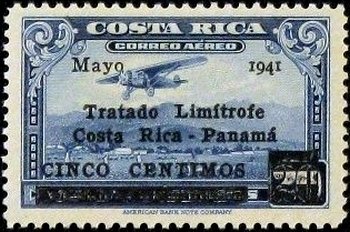 COSTA RICA
CORREO AEREO
Mayo 1941
Tratado Limítrofe
Costa Rica - Panamá
CINCO CENTIMOS
AMERICAN BANK NOTE COMPANY